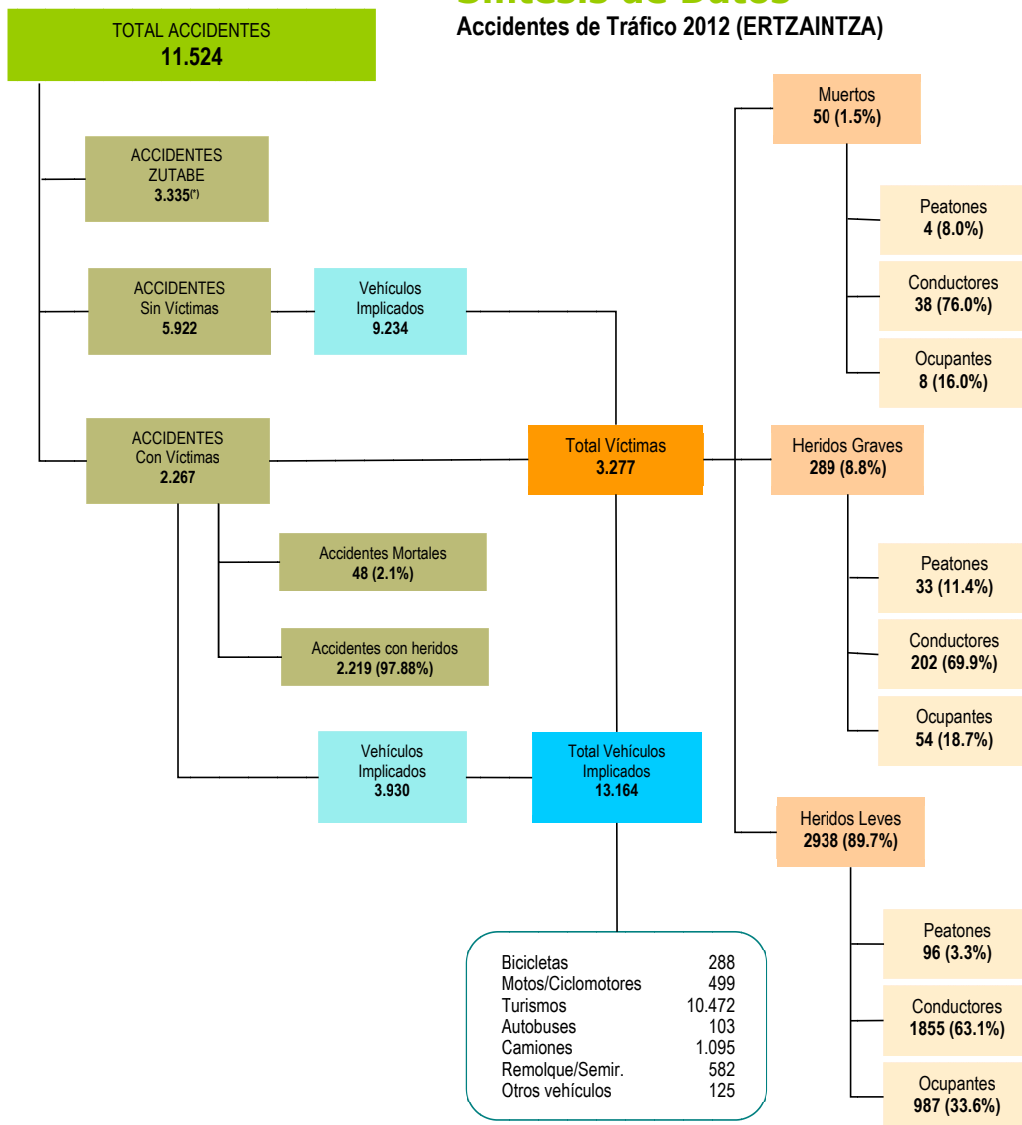 Síntesis de Datos
Accidentes de Tráfico 2012 (ERTZAINTZA)
TOTAL ACCIDENTES
11.524
ACCIDENTES
ZUTABE
3.335(*)
ACCIDENTES
Sin Víctimas
5.922
Vehículos
Implicados
9.234
ACCIDENTES
Con Víctimas
2.267
Total Víctimas
3.277
Accidentes Mortales
48 (2.1%)
Accidentes con heridos
2.219 (97.88%)
Vehículos
Implicados
3.930
Total Vehículos
Implicados
13.164
Bicicletas 288
Motos/Ciclomotores 499
Turismos 10.472
Autobuses 103
Camiones 1.095
Remolque/Semir. 582
Otros vehículos 125
Muertos
50 (1.5%)
Peatones
4 (8.0%)
Conductores
38 (76.0%)
Ocupantes
8 (16.0%)
Heridos Graves
289 (8.8%)
Peatones
33 (11.4%)
Conductores
202 (69.9%)
Ocupantes
54 (18.7%)
Heridos Leves
2938 (89.7%)
Peatones
96 (3.3%)
Conductores
1855 (63.1%)
Ocupantes
987 (33.6%)